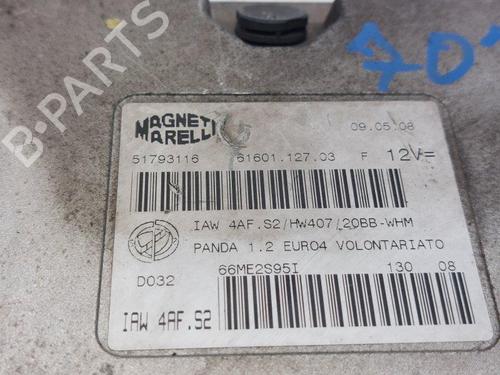 B-PARTS
70
MAGNETI
MARELLI
09.05.08
51793116 61601.127.03 F 12V=
IAW 4AF.S2/HW407/20BB-WHM
PANDA 1.2 EURO4 VOLONTARIATO
D032 66ME2S95I 130 08
IAW 4AF.S2